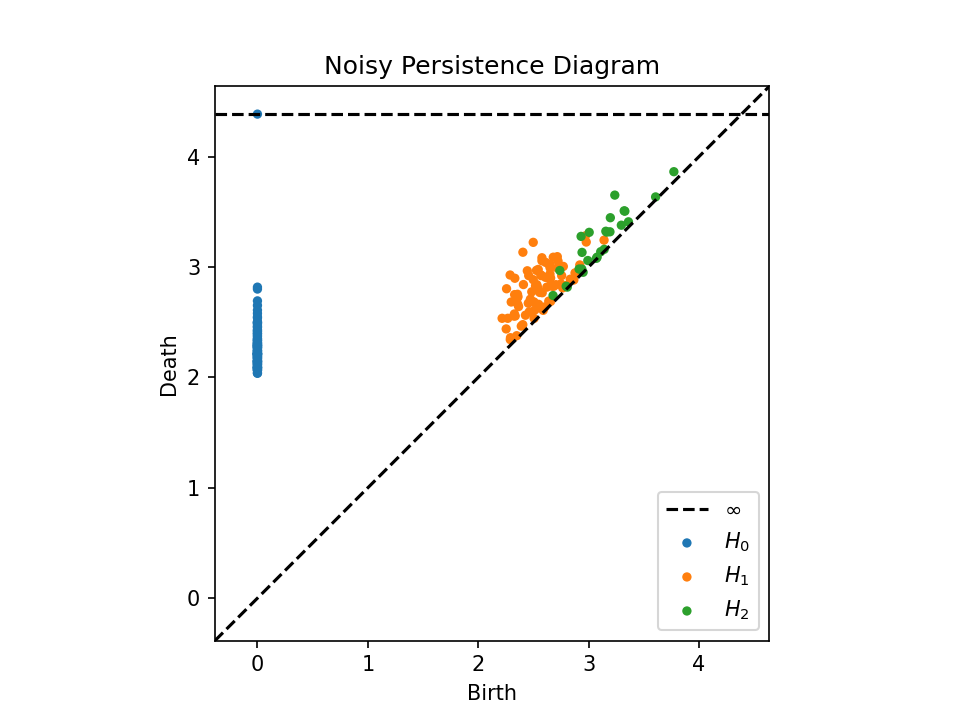 Noisy Persistence Diagram
Death
4
3
2
1
0
0 1 2 3 4
Birth
∞
H₀
H₁
H₂